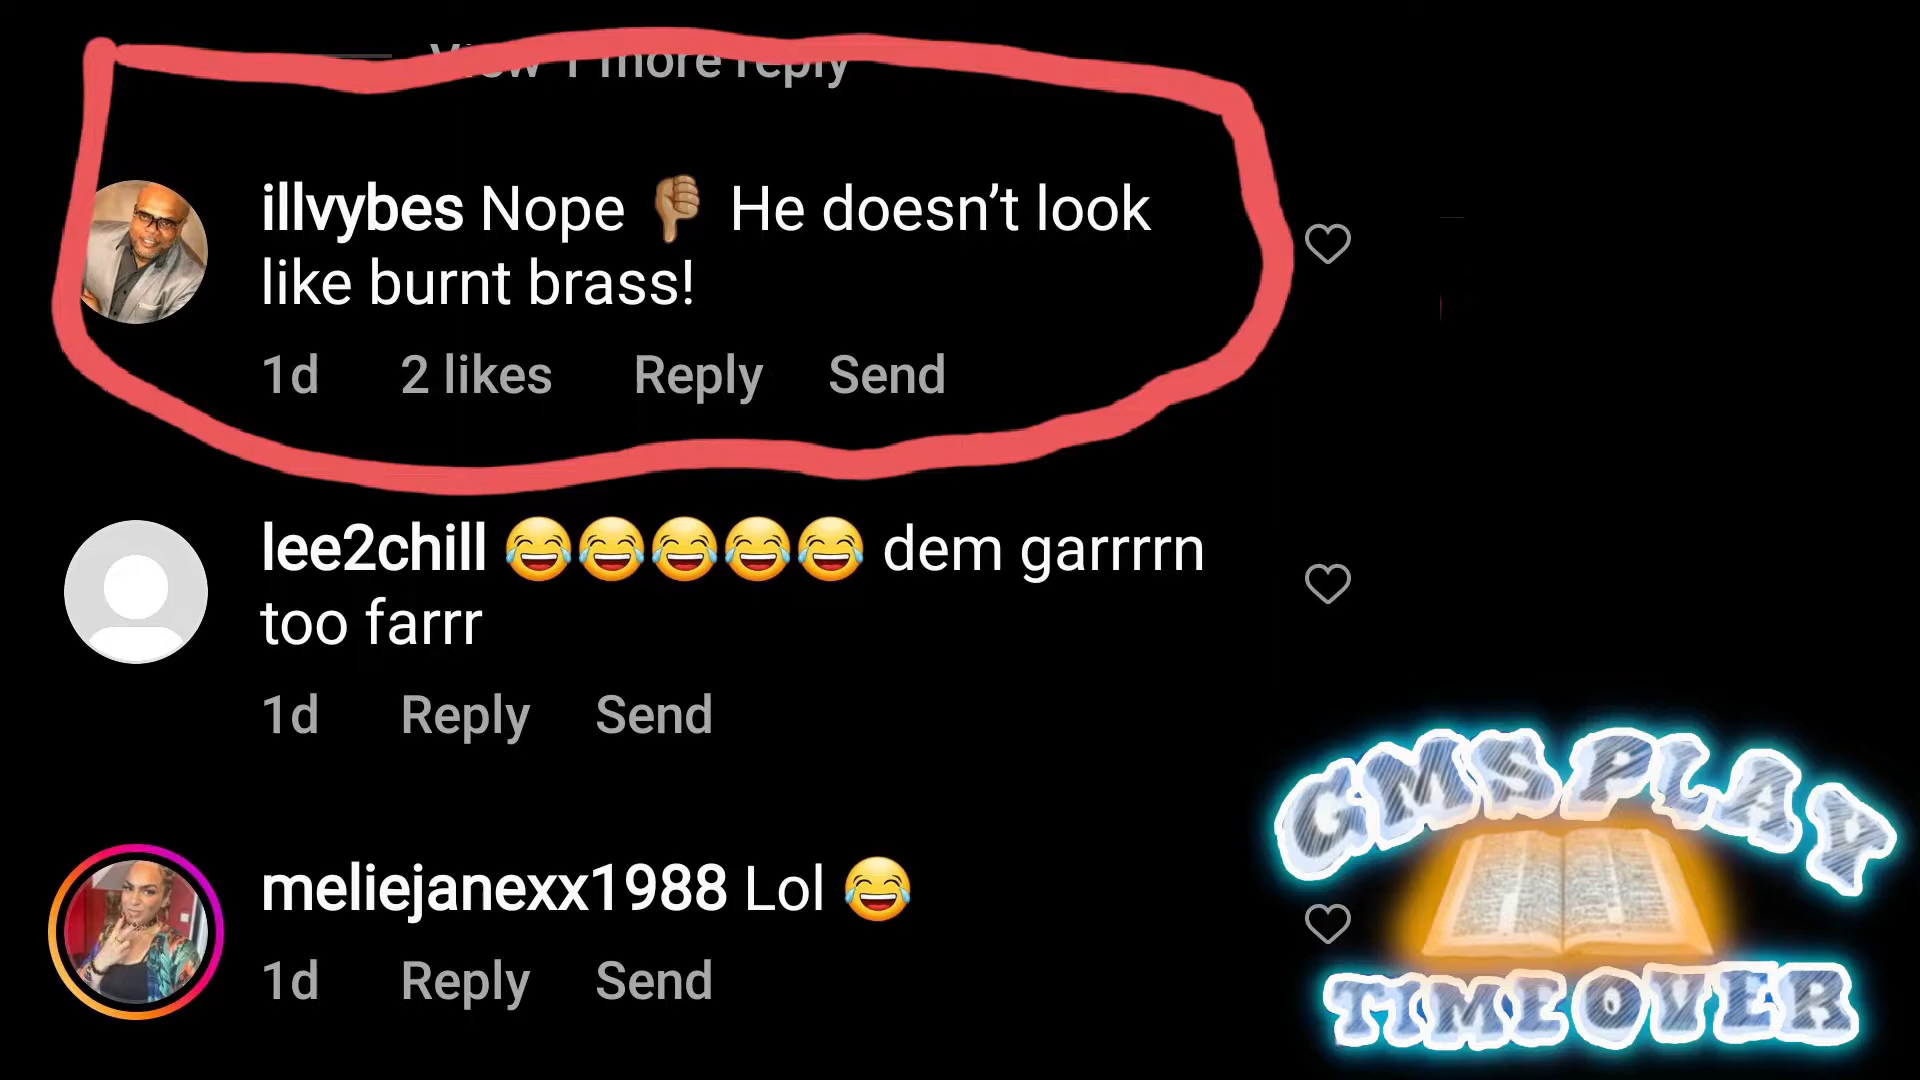 View 1 more reply
illvybes Nope 👎🏽 He doesn’t look
like burnt brass!
1d 2 likes Reply Send
lee2chill 😂😂😂😂😂 dem garrrrn
too farrr
1d Reply Send
meliejanexx1988 Lol 😂
1d Reply Send
GMS PLAY
TIME OVER